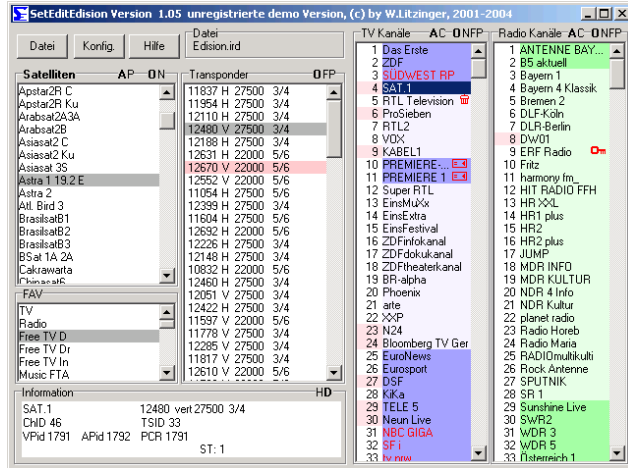 SetEditEdision Version 1.05 unregistrierte demo Version, (c) by W.Litzinger, 2001-2004
Datei
Konfig.
Hilfe
Datei
Edision.ird
Satelliten AP ON
Apstar2R C
Apstar2R Ku
Arabsat2A3A
Arabsat2B
Asiasat2 C
Asiasat2 Ku
Asiasat 3S
Astra 1 19.2 E
Astra 2
Atl. Bird 3
BrasilsatB1
BrasilsatB2
BrasilsatB3
BSat 1A 2A
Cakrawarta
Chinasat6
FAV
TV
Radio
Free TV D
Free TV Dr
Free TV In
Music FTA
Transponder OFP
11837 H 27500 3/4
11954 H 27500 3/4
12110 H 27500 3/4
12480 V 27500 3/4
12188 H 27500 3/4
12631 H 22000 5/6
12670 V 22000 5/6
12552 V 22000 5/6
11054 H 27500 5/6
12399 H 27500 3/4
11604 H 27500 5/6
12692 H 22000 5/6
12226 H 27500 3/4
12148 H 27500 3/4
10832 H 22000 5/6
12460 H 27500 3/4
12051 V 27500 3/4
12422 H 27500 3/4
11597 V 22000 5/6
11778 V 27500 3/4
12285 V 27500 3/4
11817 V 27500 3/4
12610 V 22000 5/6
Information HD
SAT.1 12480 vert 27500 3/4
ChID 46 TSID 33
VPid 1791 APid 1792 PCR 1791
ST: 1
TV Kanäle AC ONFP
1 Das Erste
2 ZDF
3 SÜDWEST RP
4 SAT.1
5 RTL Television
6 ProSieben
7 RTL2
8 VOX
9 KABEL1
10 PREMIERE-...
11 PREMIERE 1
12 Super RTL
13 EinsMuXx
14 EinsExtra
15 EinsFestival
16 ZDFinfokanal
17 ZDFdokukanal
18 ZDFtheaterkanal
19 BR-alpha
20 Phoenix
21 arte
22 XXP
23 N24
24 Bloomberg TV Ger
25 EuroNews
26 Eurosport
27 DSF
28 KiKa
29 TELE 5
30 Neun Live
31 NBC GIGA
32 SF i
33 tv nrw
Radio Kanäle AC ONFP
1 ANTENNE BAY...
2 B5 aktuell
3 Bayern 1
4 Bayern 4 Klassik
5 Bremen 2
6 DLF-Köln
7 DLR-Berlin
8 DW01
9 ERF Radio
10 Fritz
11 harmony fm_
12 HIT RADIO FFH
13 HR XXL
14 HR1 plus
15 HR2
16 HR2 plus
17 JUMP
18 MDR INFO
19 MDR KULTUR
20 NDR 4 Info
21 NDR Kultur
22 planet radio
23 Radio Horeb
24 Radio Maria
25 RADIOmultikulti
26 Rock Antenne
27 SPUTNIK
28 SR 1
29 Sunshine Live
30 SWR2
31 WDR 3
32 WDR 5
33 Österreich 1